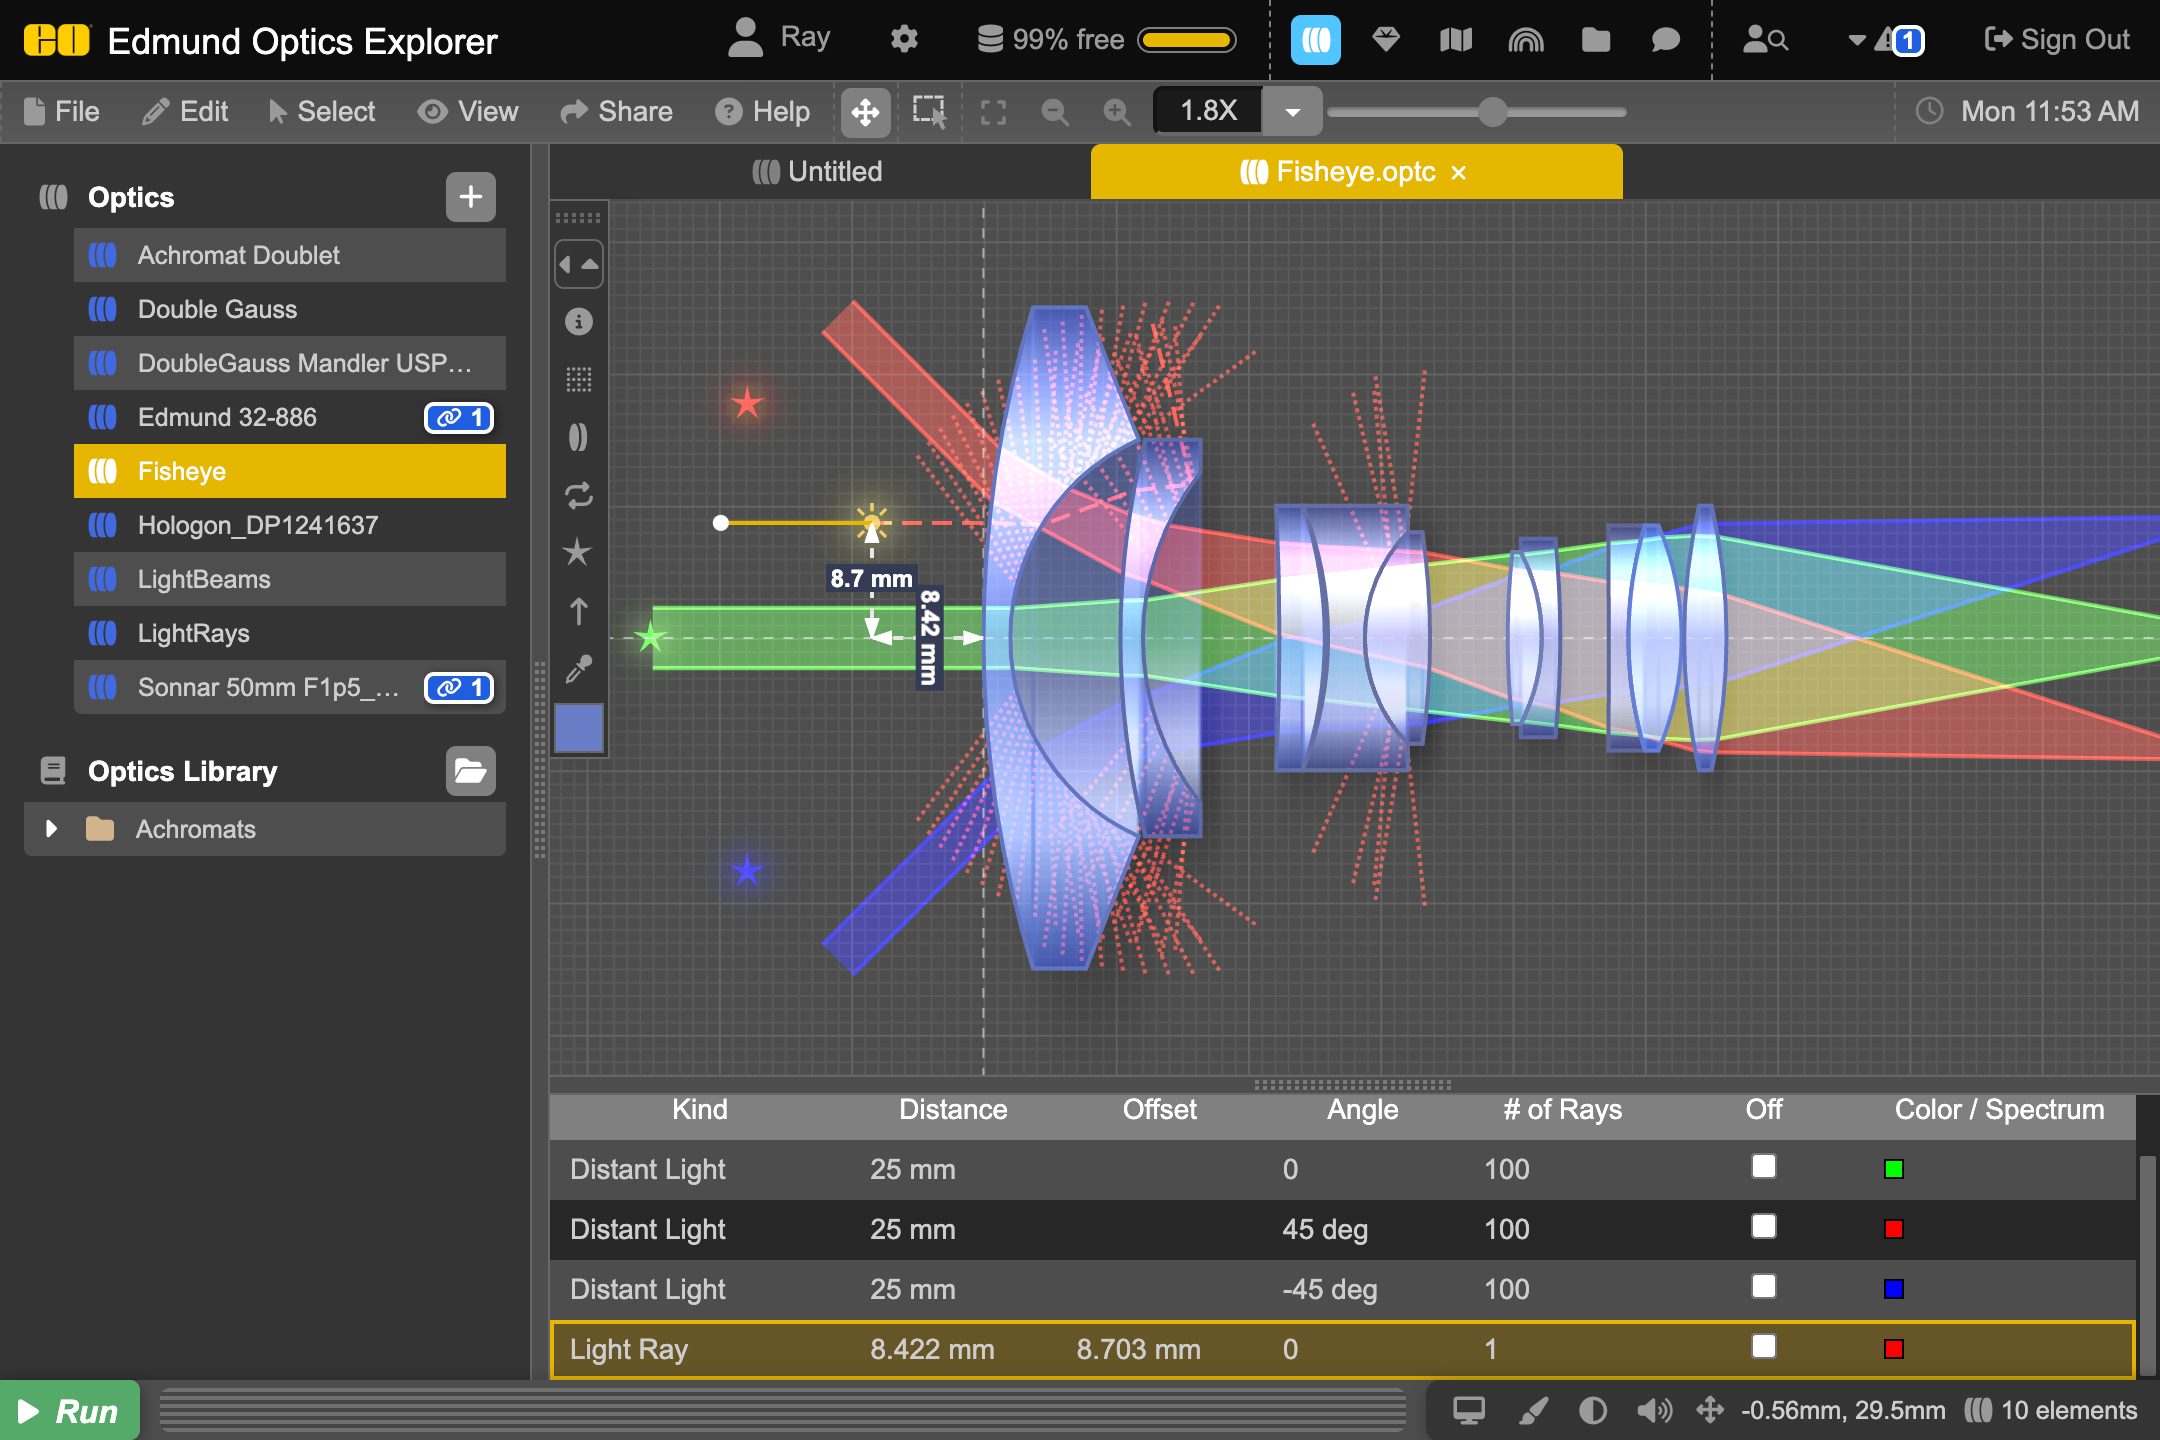 Edmund Optics Explorer
Ray
99% free
1
Sign Out
File
Edit
Select
View
Share
Help
1.8X
Mon 11:53 AM
Optics
Achromat Doublet
Double Gauss
DoubleGauss Mandler USP...
Edmund 32-886
1
Fisheye
Hologon_DP1241637
LightBeams
LightRays
Sonnar 50mm F1p5_...
1
Optics Library
Achromats
Untitled
Fisheye.optc ×
8.7 mm
8.42 mm
Kind Distance Offset Angle # of Rays Off Color / Spectrum
Distant Light 25 mm 0 100
Distant Light 25 mm 45 deg 100
Distant Light 25 mm -45 deg 100
Light Ray 8.422 mm 8.703 mm 0 1
Run
-0.56mm, 29.5mm
10 elements